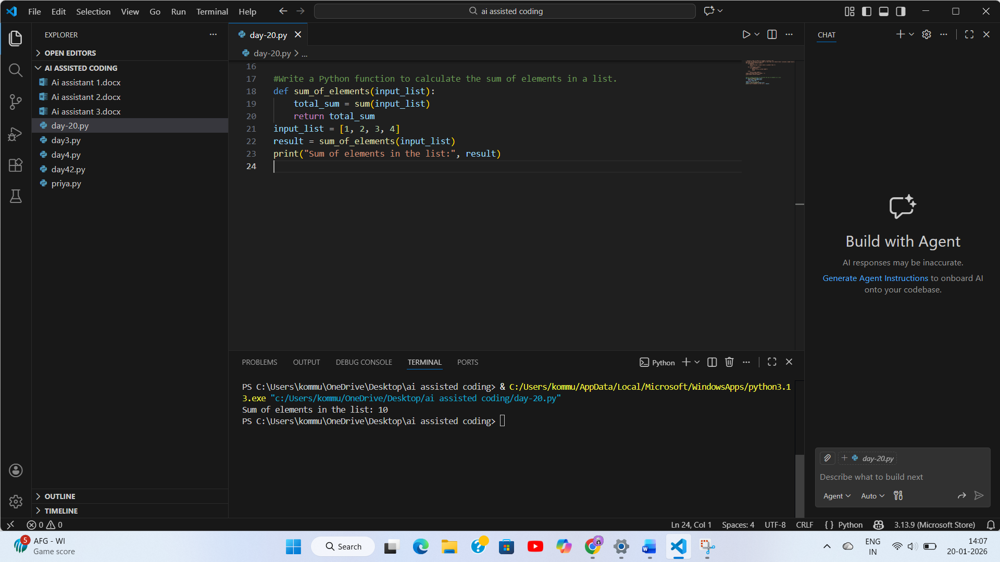 File Edit Selection View Go Run Terminal Help
ai assisted coding
EXPLORER
OPEN EDITORS
AI ASSISTED CODING
Ai assistant 1.docx
Ai assistant 2.docx
Ai assistant 3.docx
day-20.py
day3.py
day4.py
day42.py
priya.py
OUTLINE
TIMELINE
day-20.py
day-20.py > ...
16
17 #Write a Python function to calculate the sum of elements in a list.
18 def sum_of_elements(input_list):
19 total_sum = sum(input_list)
20 return total_sum
21 input_list = [1, 2, 3, 4]
22 result = sum_of_elements(input_list)
23 print("Sum of elements in the list:", result)
24
PROBLEMS OUTPUT DEBUG CONSOLE TERMINAL PORTS
Python
PS C:\Users\kommu\OneDrive\Desktop\ai assisted coding> & C:/Users/kommu/AppData/Local/Microsoft/WindowsApps/python3.1
3.exe "c:/Users/kommu/OneDrive/Desktop/ai assisted coding/day-20.py"
Sum of elements in the list: 10
PS C:\Users\kommu\OneDrive\Desktop\ai assisted coding>
CHAT
Build with Agent
AI responses may be inaccurate.
Generate Agent Instructions to onboard AI
onto your codebase.
day-20.py
Describe what to build next
Agent Auto
0 0
Ln 24, Col 1 Spaces: 4 UTF-8 CRLF {} Python 3.13.9 (Microsoft Store)
5
AFG - WI
Game score
Search
ENG
IN
14:07
20-01-2026